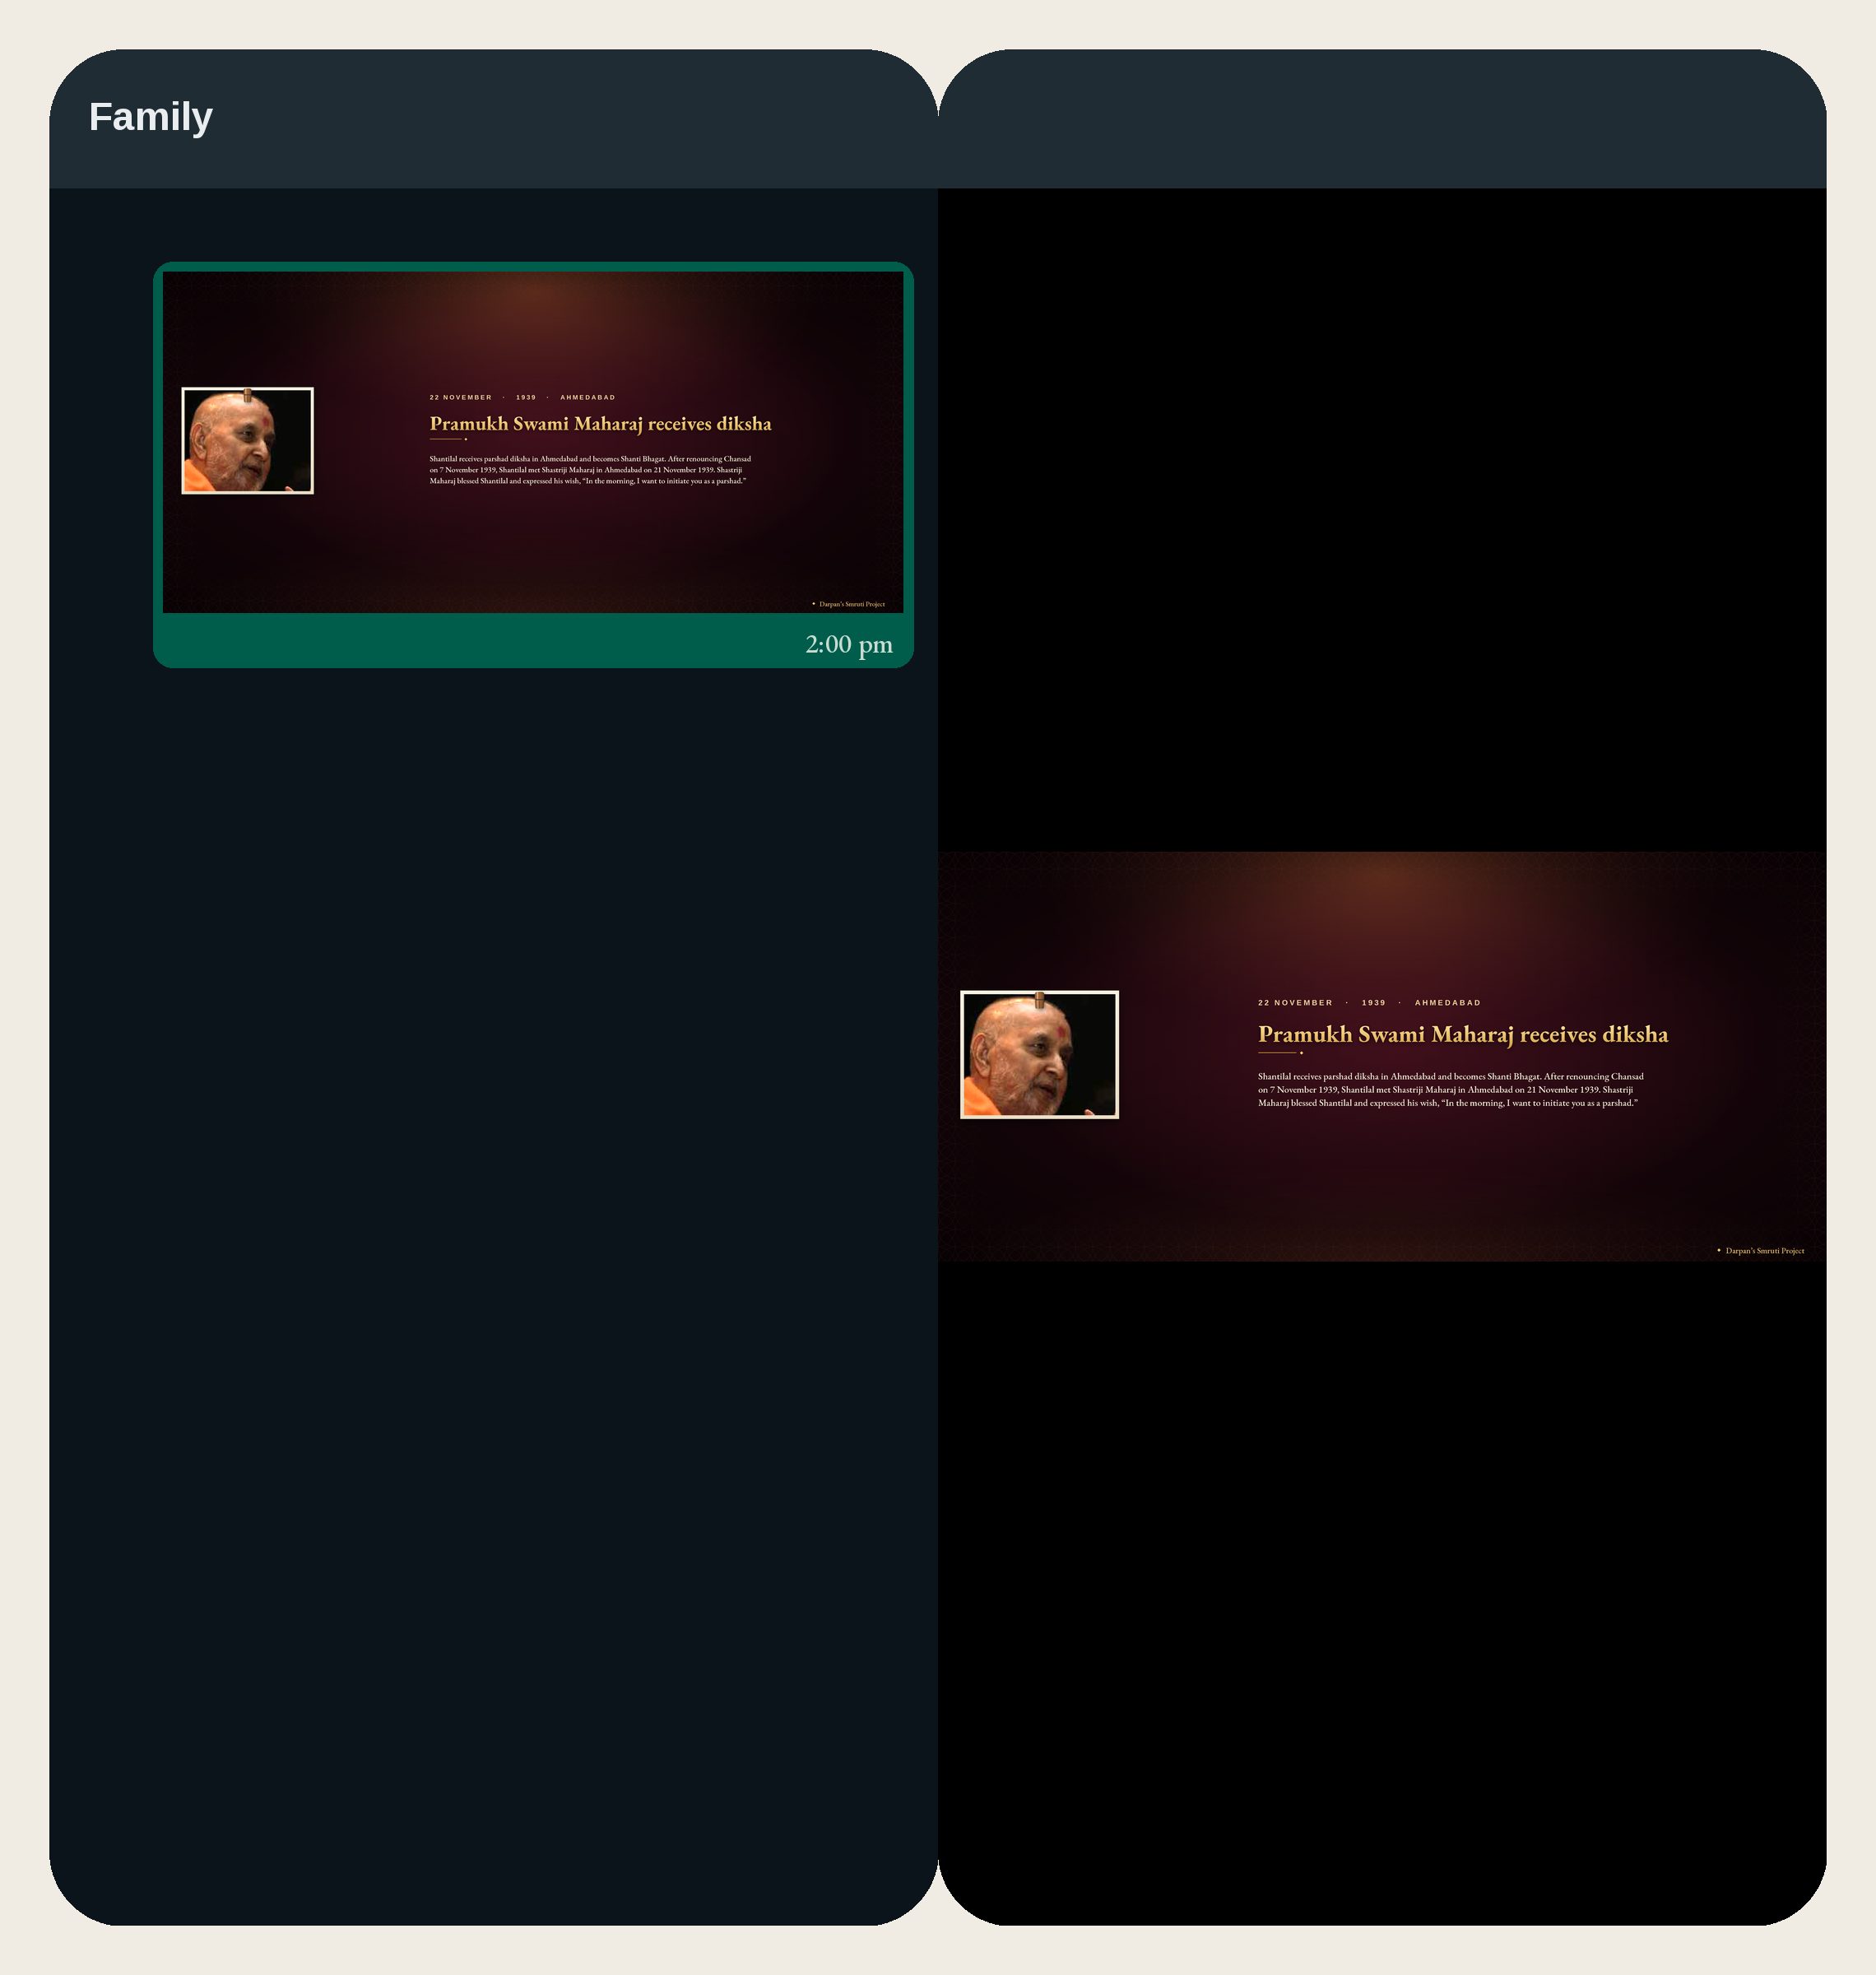 Family
22 NOVEMBER · 1939 · AHMEDABAD
Pramukh Swami Maharaj receives diksha
Shantilal receives parshad diksha in Ahmedabad and becomes Shanti Bhagat. After renouncing Chansad
on 7 November 1939, Shantilal met Shastriji Maharaj in Ahmedabad on 21 November 1939. Shastriji
Maharaj blessed Shantilal and expressed his wish, “In the morning, I want to initiate you as a parshad.”
Darpan’s Smruti Project
2:00 pm
22 NOVEMBER · 1939 · AHMEDABAD
Pramukh Swami Maharaj receives diksha
Shantilal receives parshad diksha in Ahmedabad and becomes Shanti Bhagat. After renouncing Chansad
on 7 November 1939, Shantilal met Shastriji Maharaj in Ahmedabad on 21 November 1939. Shastriji
Maharaj blessed Shantilal and expressed his wish, “In the morning, I want to initiate you as a parshad.”
Darpan’s Smruti Project